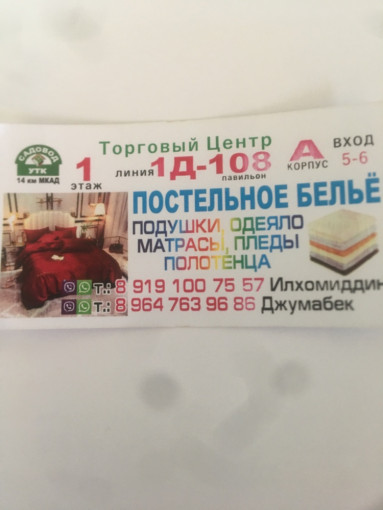 Торговый Центр
САДОВОД
УТК
14 км МКАД
1 этаж
линия 1Д-108
павильон
А КОРПУС
ВХОД
5-6
ПОСТЕЛЬНОЕ БЕЛЬЁ
ПОДУШКИ, ОДЕЯЛО
МАТРАСЫ, ПЛЕДЫ
ПОЛОТЕНЦА
т.: 8 919 100 75 57 Илхомиддин
т.: 8 964 763 96 86 Джумабек